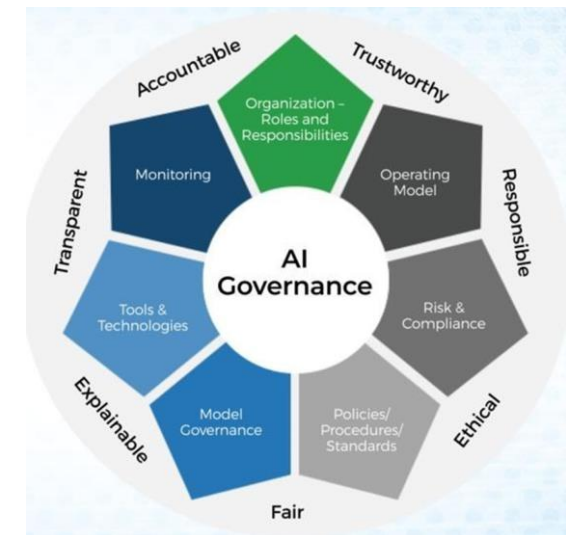 Accountable
Trustworthy
Organization –
Roles and
Responsibilities
Monitoring
Operating
Model
Transparent
Responsible
AI
Governance
Tools &
Technologies
Risk &
Compliance
Explainable
Model
Governance
Policies/
Procedures/
Standards
Ethical
Fair